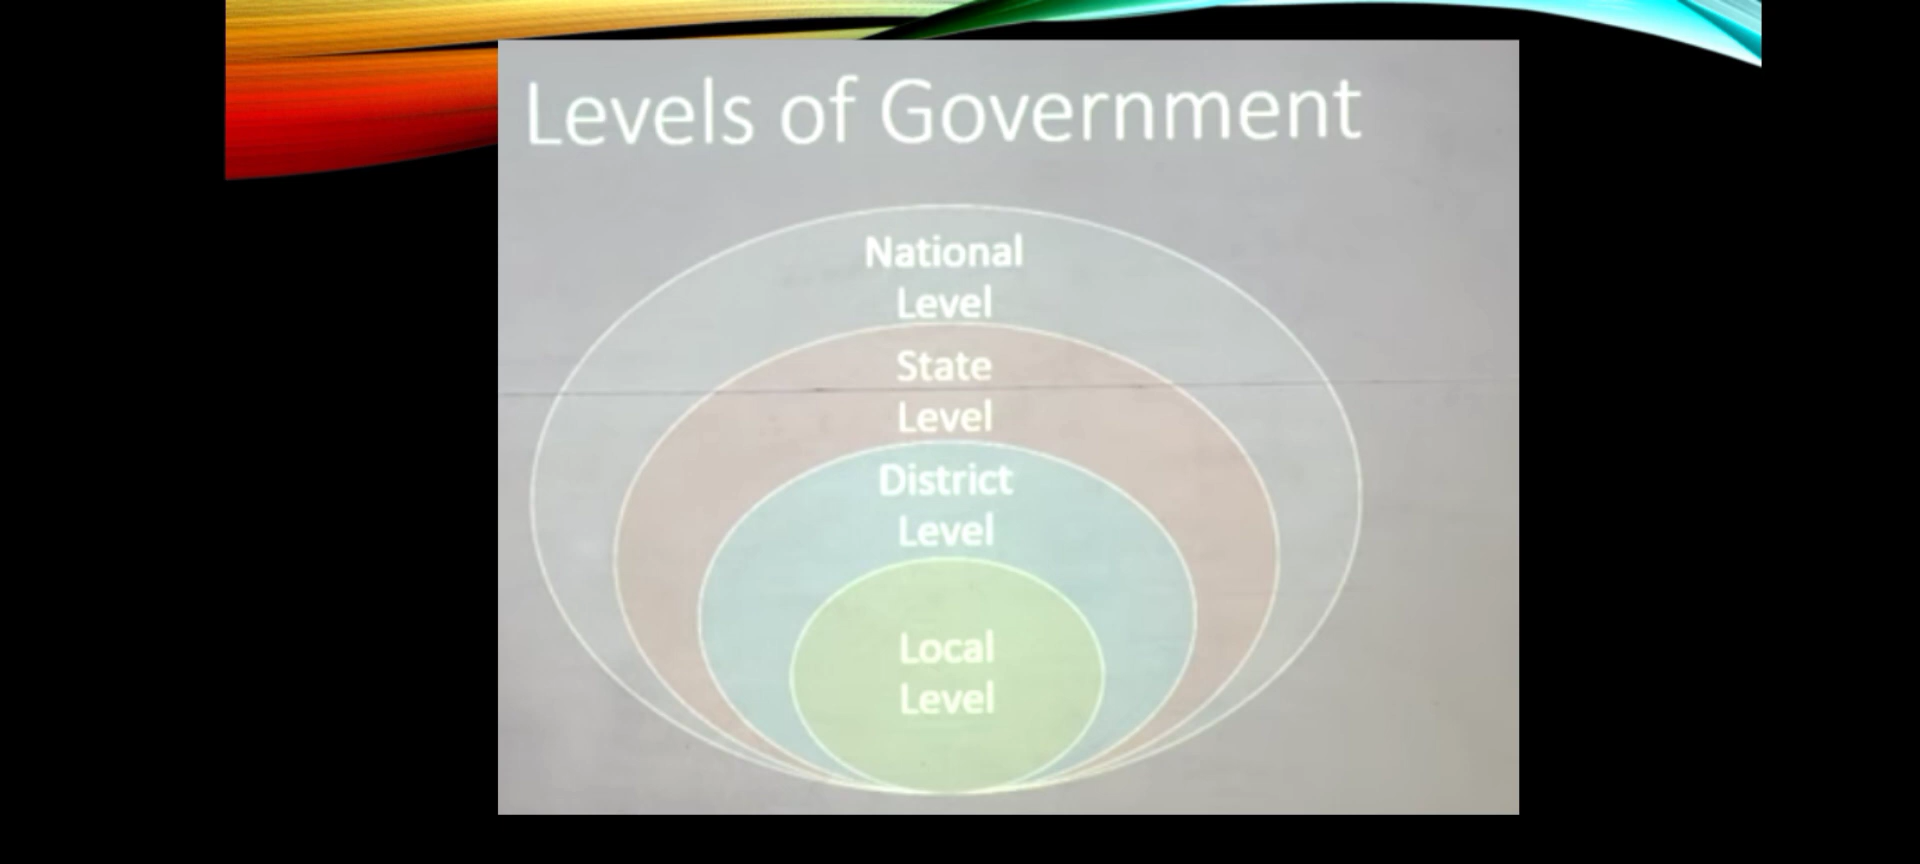 Levels of Government
National
Level
State
Level
District
Level
Local
Level